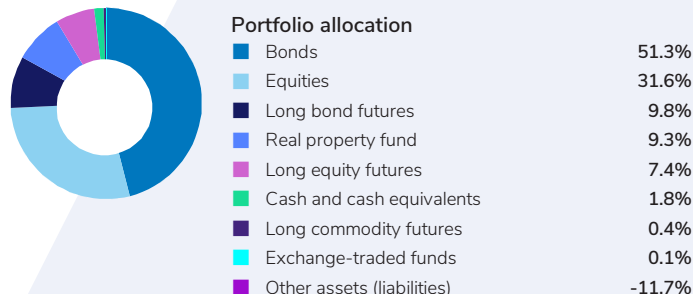 Portfolio allocation
Bonds 51.3%
Equities 31.6%
Long bond futures 9.8%
Real property fund 9.3%
Long equity futures 7.4%
Cash and cash equivalents 1.8%
Long commodity futures 0.4%
Exchange-traded funds 0.1%
Other assets (liabilities) -11.7%